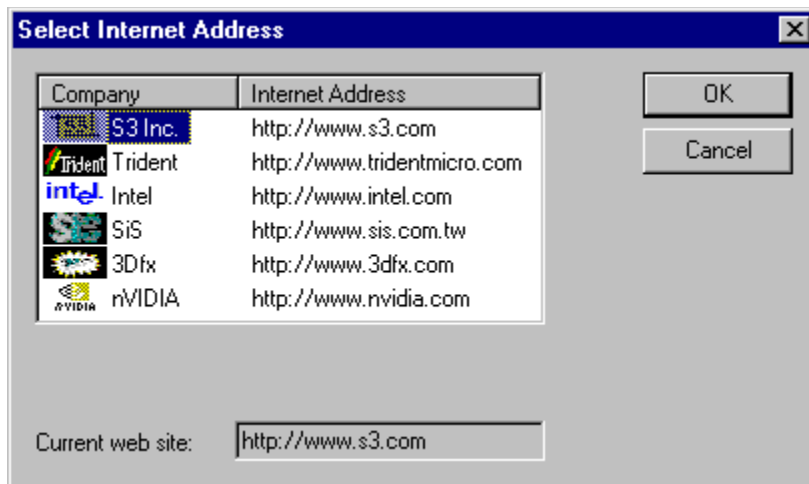 Select Internet Address
Company Internet Address OK
S3 Inc. http://www.s3.com
Trident Trident http://www.tridentmicro.com Cancel
intel. Intel http://www.intel.com
SiS SiS http://www.sis.com.tw
3Dfx http://www.3dfx.com
nVIDIA nVIDIA http://www.nvidia.com
Current web site: http://www.s3.com